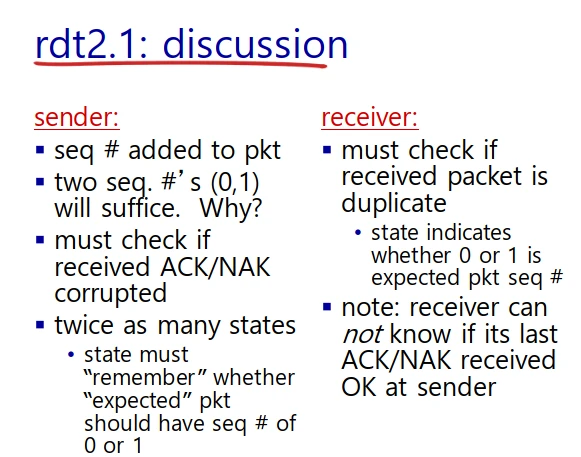 rdt2.1: discussion
sender:
▪ seq # added to pkt
▪ two seq. #’s (0,1)
will suffice. Why?
▪ must check if
received ACK/NAK
corrupted
▪ twice as many states
• state must
“remember” whether
“expected” pkt
should have seq # of
0 or 1
receiver:
▪ must check if
received packet is
duplicate
• state indicates
whether 0 or 1 is
expected pkt seq #
▪ note: receiver can
not know if its last
ACK/NAK received
OK at sender